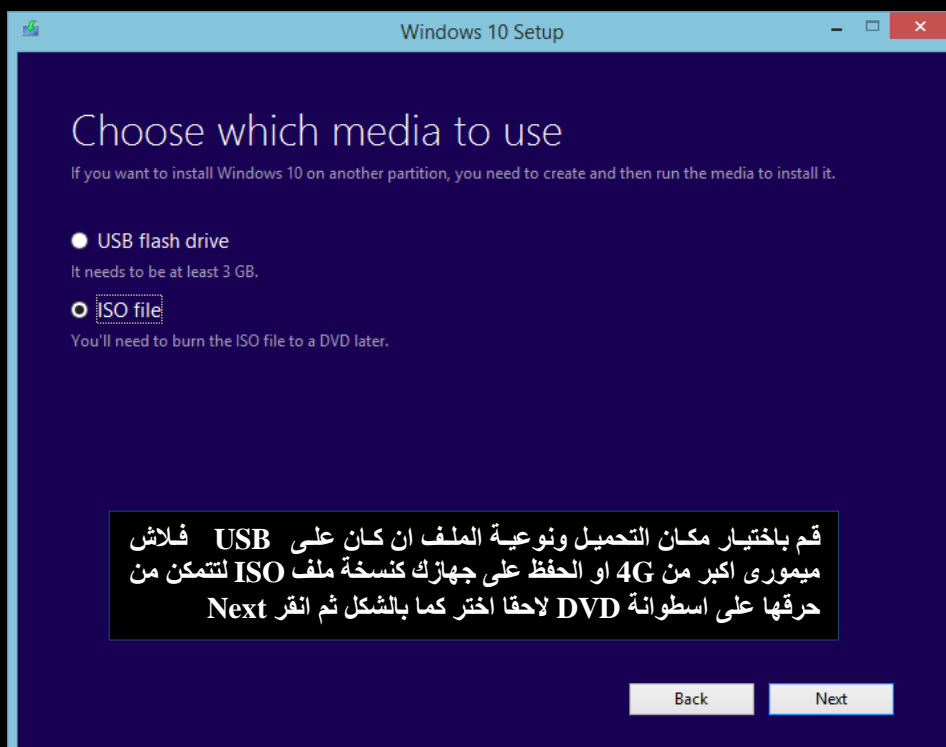 Windows 10 Setup
Choose which media to use
If you want to install Windows 10 on another partition, you need to create and then run the media to install it.
USB flash drive
It needs to be at least 3 GB.
ISO file
You'll need to burn the ISO file to a DVD later.
قم باختيار مكان التحميل ونوعية الملف ان كان على USB فلاش
ميمورى اكبر من 4G او الحفظ على جهازك كنسخة ملف ISO لتتمكن من
حرقها على اسطوانة DVD لاحقا اختر كما بالشكل ثم انقر Next
Back
Next